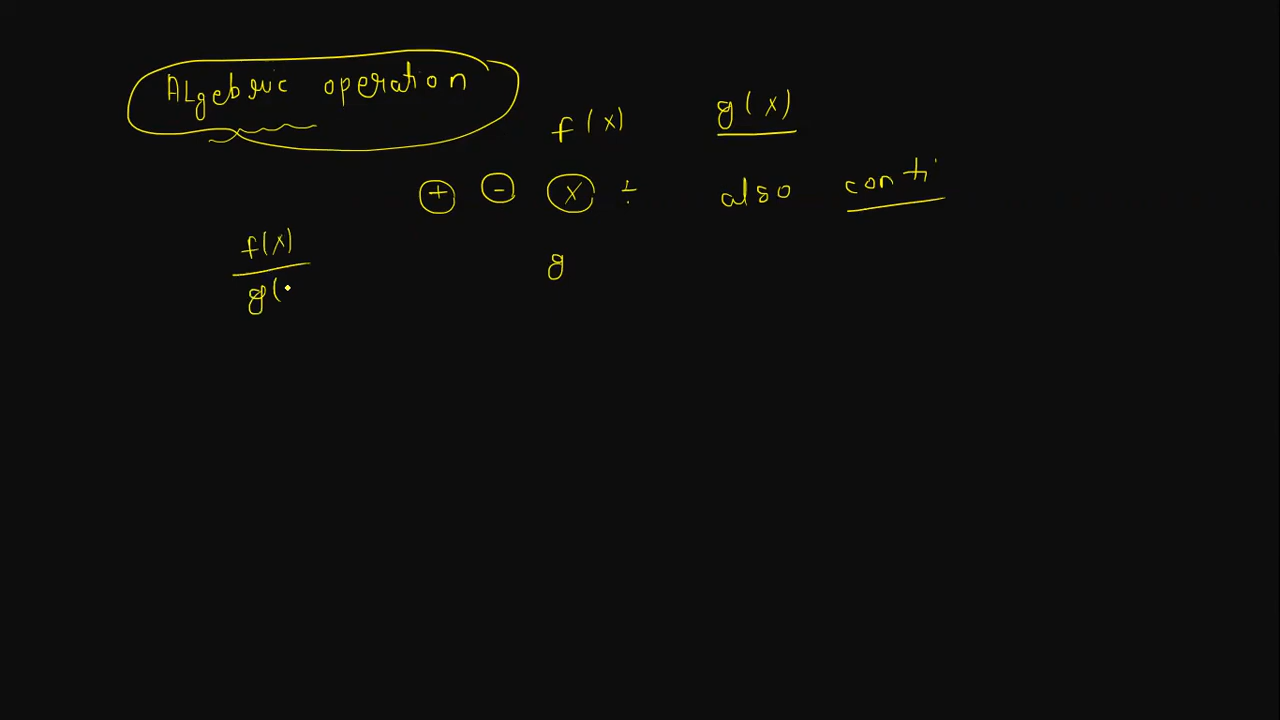 Algebric operation
f(x) g(x)
+ - x ÷ also conti
f(x)
g(
g